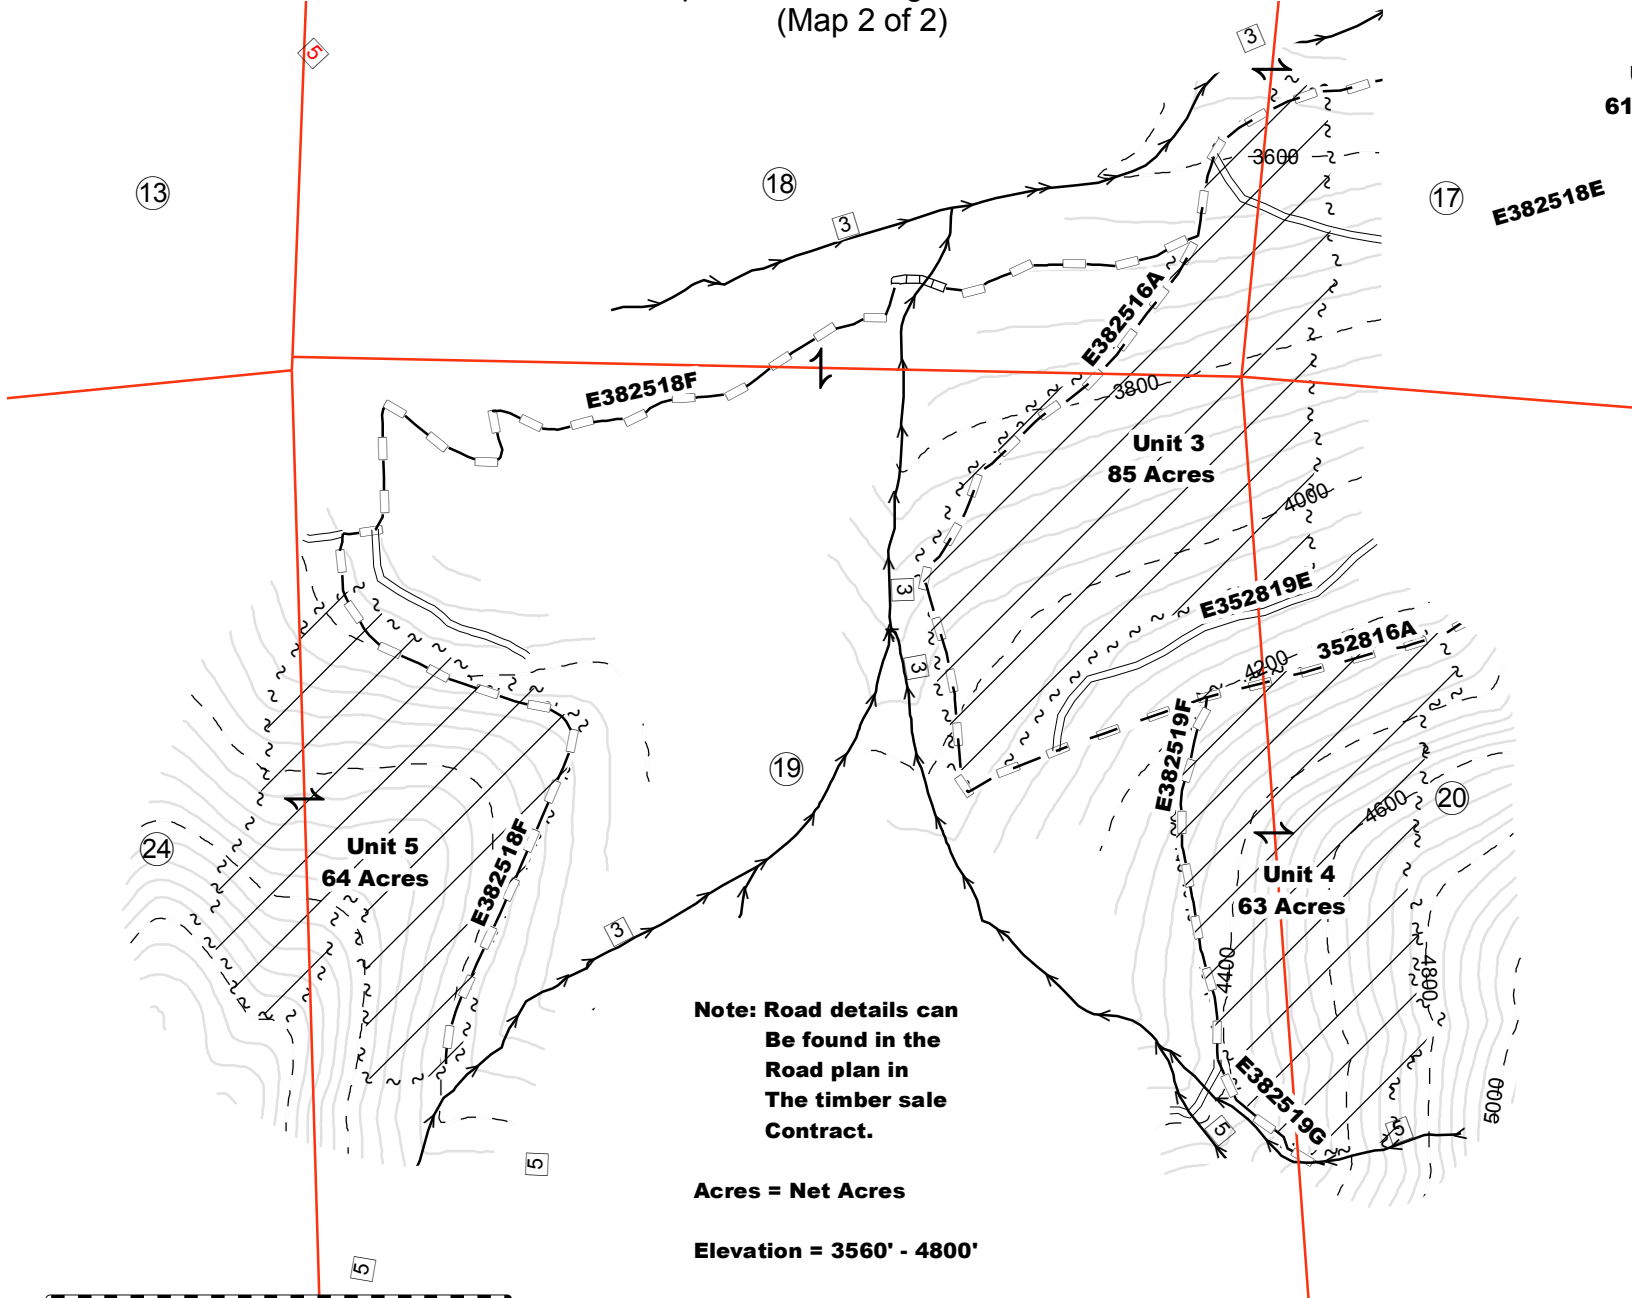 (Map 2 of 2)
5
3
61
13
18
17
3
3600
E382518E
E382516A
E382518F
3800
Unit 3
85 Acres
4000
3
E352819E
352816A
3
4200
E382519F
19
20
4600
24
Unit 5
64 Acres
E382518F
Unit 4
63 Acres
3
4400
4800
Note: Road details can
Be found in the
Road plan in
The timber sale
Contract.
E382519G
5000
5
5
5
Acres = Net Acres
Elevation = 3560' - 4800'
5